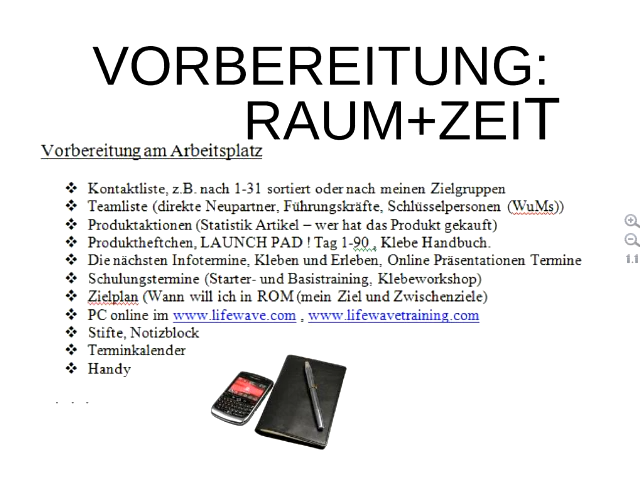 VORBEREITUNG:
RAUM+ZEIT
Vorbereitung am Arbeitsplatz
❖ Kontaktliste, z.B. nach 1-31 sortiert oder nach meinen Zielgruppen
❖ Teamliste (direkte Neupartner, Führungskräfte, Schlüsselpersonen (WuMs))
❖ Produktaktionen (Statistik Artikel – wer hat das Produkt gekauft)
❖ Produktheftchen, LAUNCH PAD ! Tag 1-90 , Klebe Handbuch.
❖ Die nächsten Infotermine, Kleben und Erleben, Online Präsentationen Termine
❖ Schulungstermine (Starter- und Basistraining, Klebeworkshop)
❖ Zielplan (Wann will ich in ROM (mein Ziel und Zwischenziele)
❖ PC online im www.lifewave.com , www.lifewavetraining.com
❖ Stifte, Notizblock
❖ Terminkalender
❖ Handy
. . .
1.1